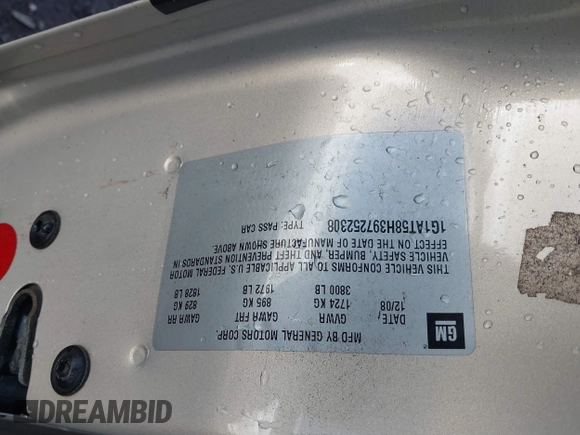 MFD BY GENERAL MOTORS CORP.
GM
DATE: GVWR GAWR FRT GAWR RR
12/08 1724 KG 895 KG 829 KG
3800 LB 1972 LB 1828 LB
THIS VEHICLE CONFORMS TO ALL APPLICABLE U.S. FEDERAL MOTOR
VEHICLE SAFETY, BUMPER, AND THEFT PREVENTION STANDARDS IN
EFFECT ON THE DATE OF MANUFACTURE SHOWN ABOVE.
1G1AT58H397252308 TYPE: PASS CAR
DREAMBID